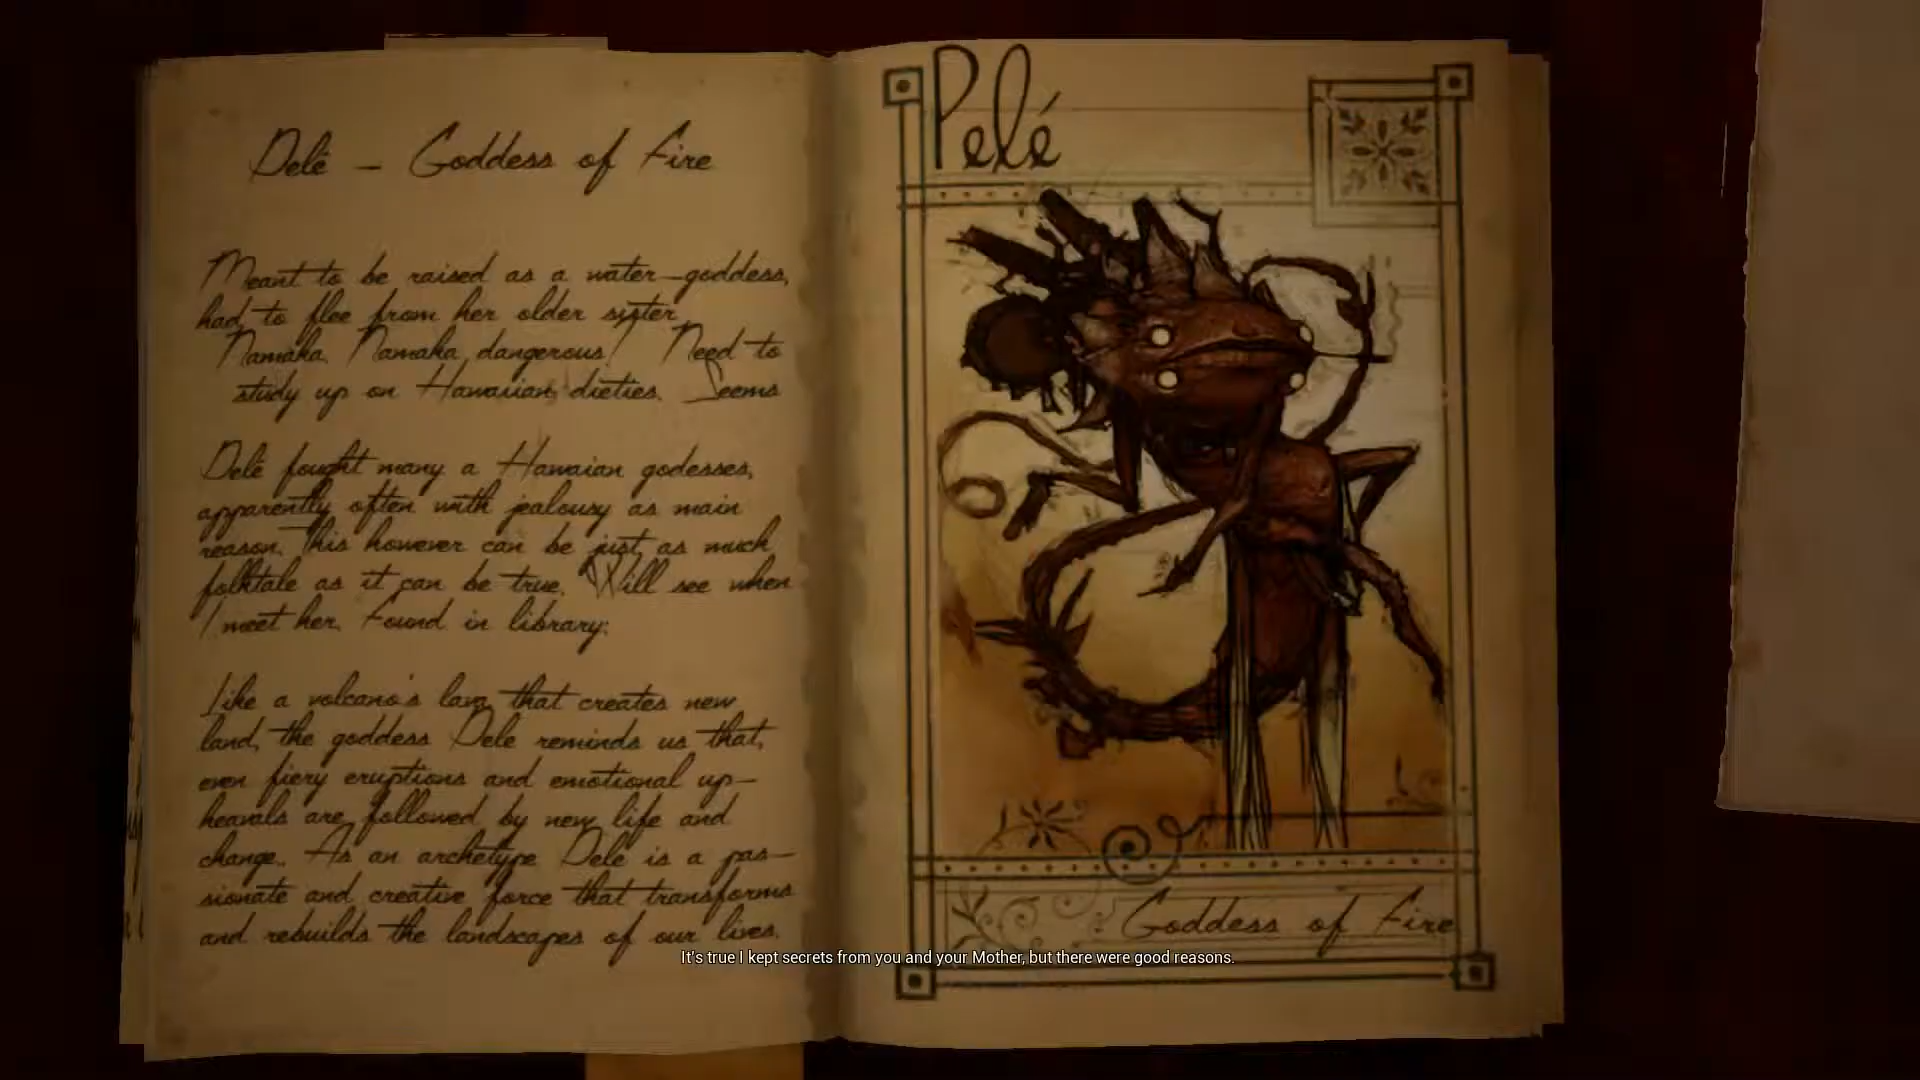 Pelé - Goddess of Fire
Meant to be raised as a water-goddess,
had to flee from her older sister
Namaka. Namaka dangerous? Need to
study up on Hawaiian dieties. Seems
Pelé fought many a Hawaian godesses,
apparently often with jealousy as main
reason. This however can be just as much
folktale as it can be true. Will see when
I meet her. Found in library:
Like a volcano's lava that creates new
land, the goddess Pele reminds us that,
even fiery eruptions and emotional up-
heavals are followed by new life and
change. As an archetype Pele is a pas-
sionate and creative force that transforms
and rebuilds the landscapes of our lives.
Pelé
Goddess of Fire
It's true I kept secrets from you and your Mother, but there were good reasons.